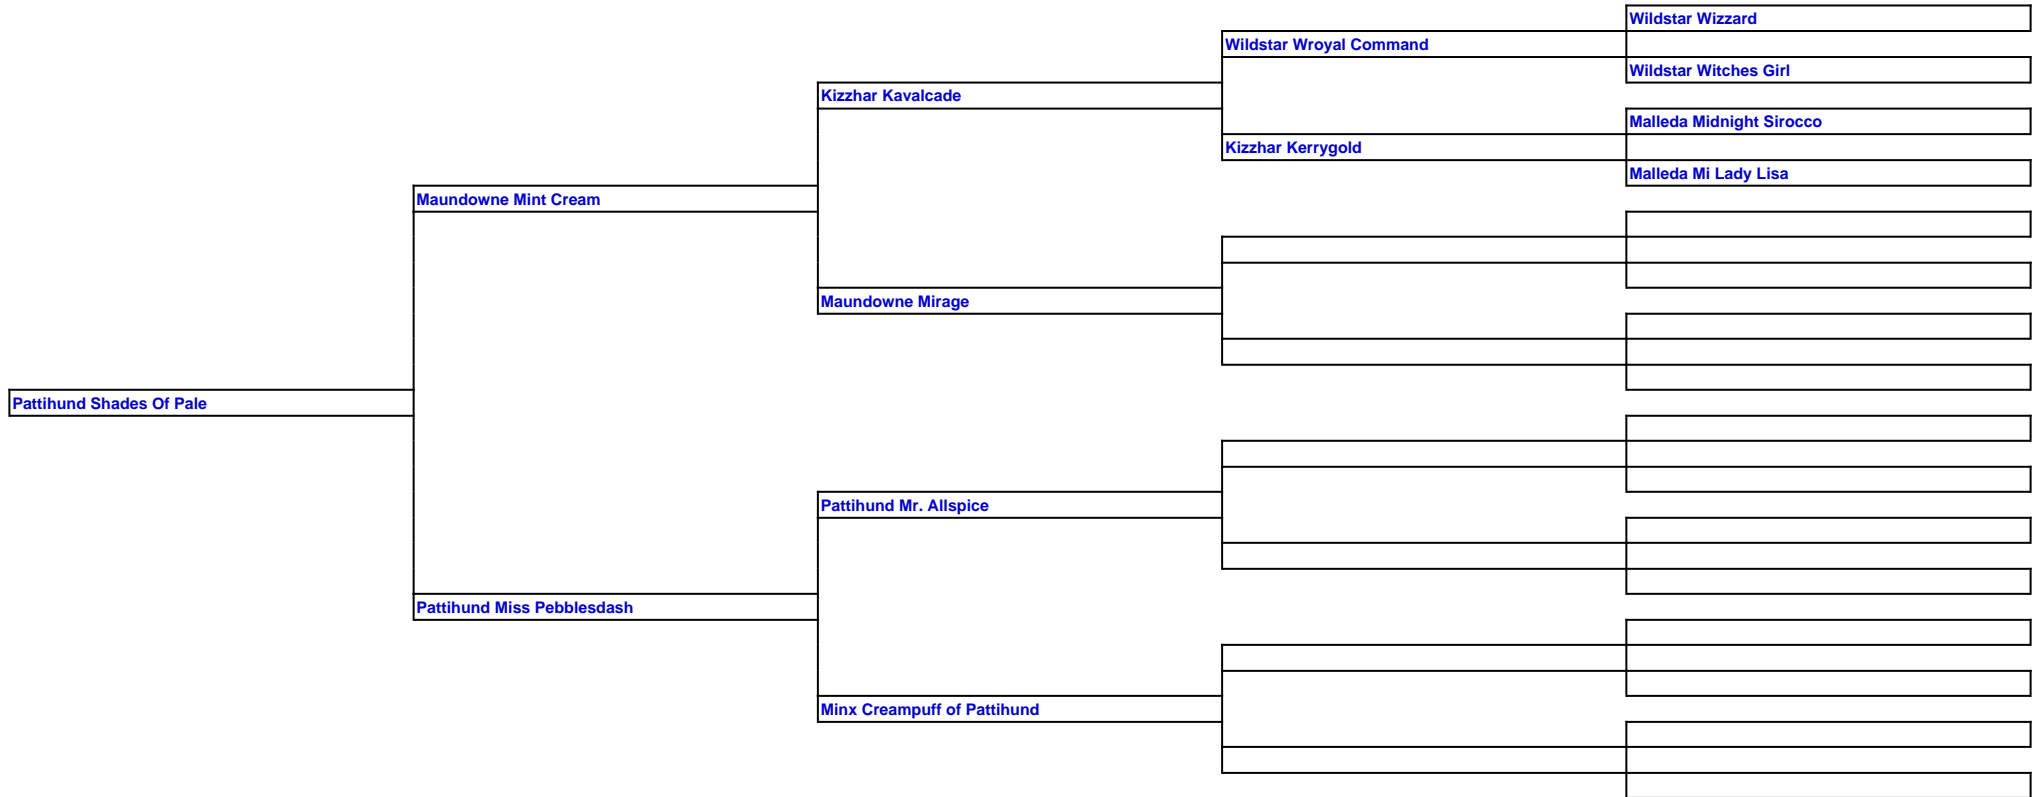 Wildstar Wizzard
Wildstar Wroyal Command
Wildstar Witches Girl
Kizzhar Kavalcade
Malleda Midnight Sirocco
Kizzhar Kerrygold
Malleda Mi Lady Lisa
Maundowne Mint Cream
Maundowne Mirage
Pattihund Shades Of Pale
Pattihund Mr. Allspice
Pattihund Miss Pebblesdash
Minx Creampuff of Pattihund